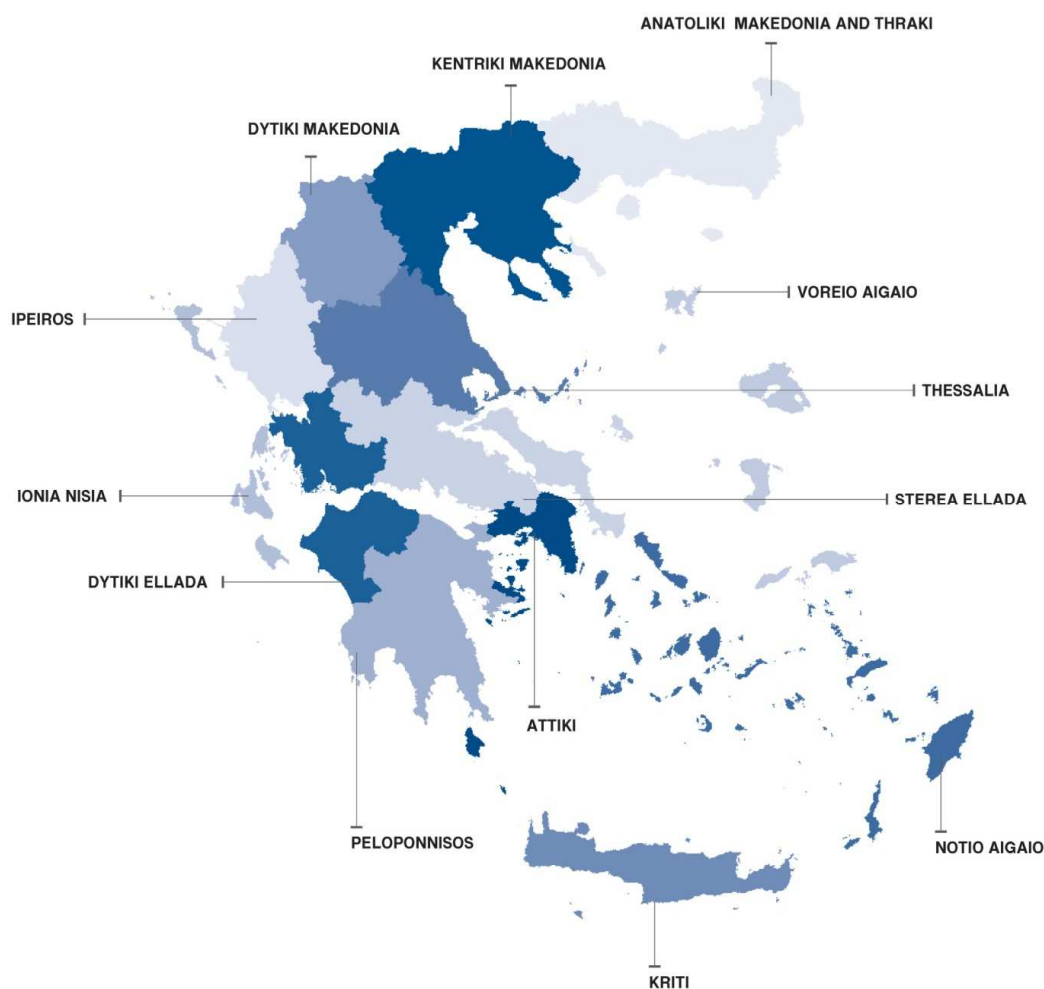 ANATOLIKI MAKEDONIA AND THRAKI
KENTRIKI MAKEDONIA
DYTIKI MAKEDONIA
VOREIO AIGAIO
IPEIROS
THESSALIA
IONIA NISIA
STEREA ELLADA
DYTIKI ELLADA
ATTIKI
PELOPONNISOS
NOTIO AIGAIO
KRITI